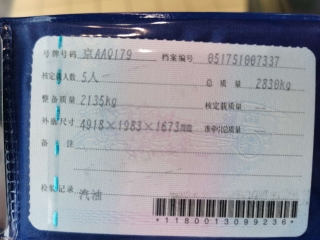 号牌号码 京AAQ179 档案编号 051751007337
核定载人数 5人 总质量 2830kg
整备质量 2135kg 核定载质量
外廓尺寸 4918×1983×1673mm 准牵引总质量
备注
检验记录 汽油
*1180013099236*